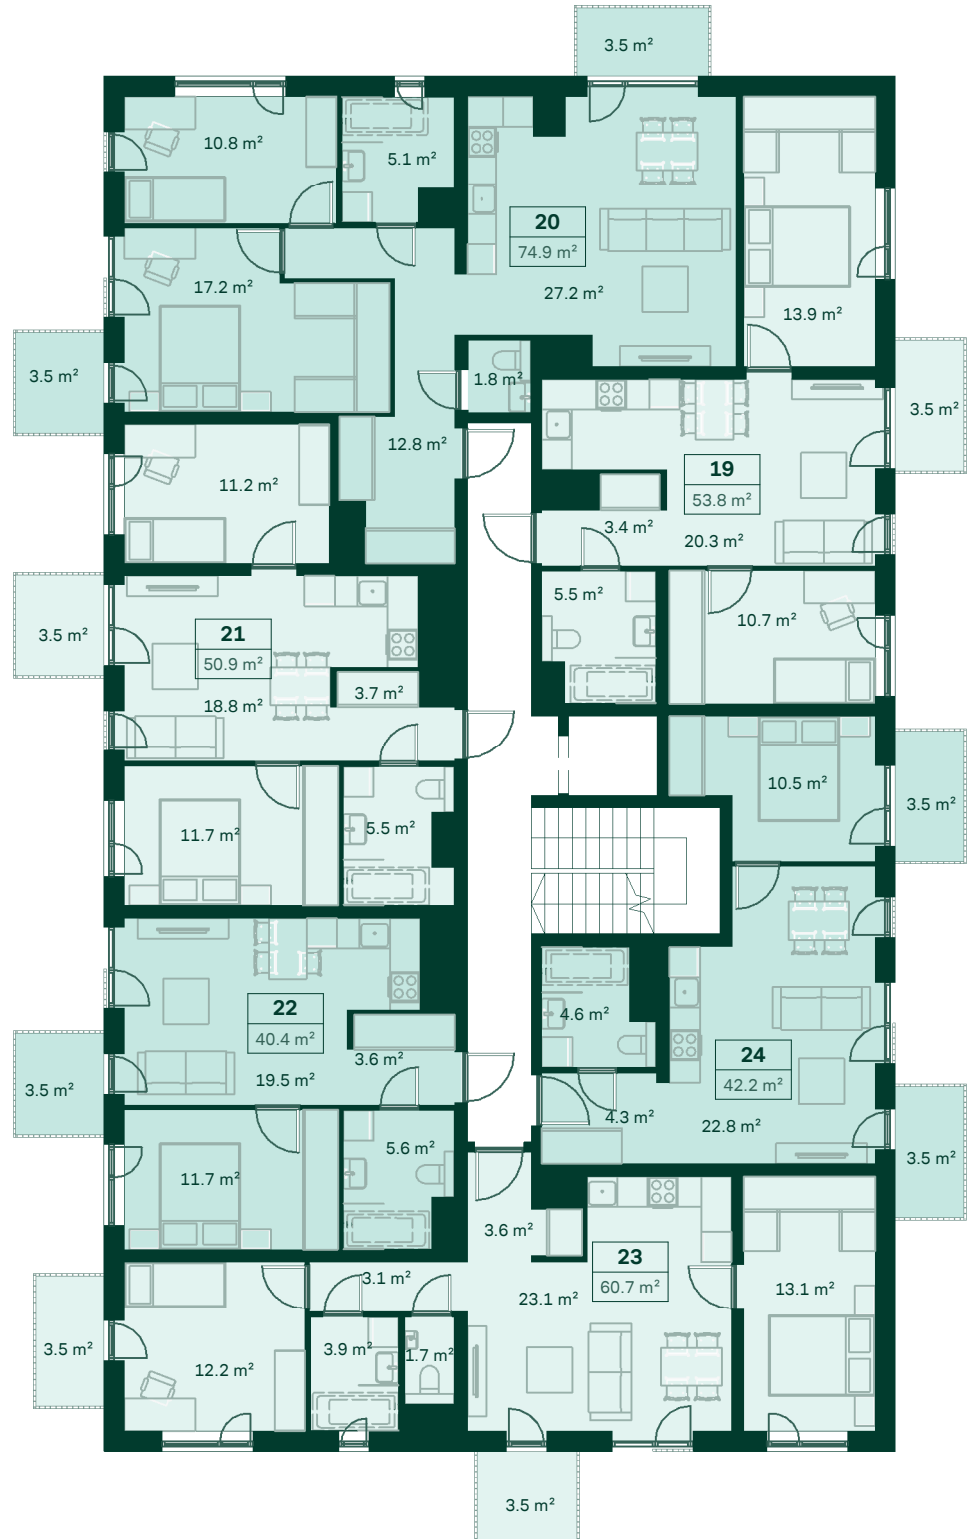 3.5 m²
10.8 m²
5.1 m²
20
74.9 m²
27.2 m²
17.2 m²
13.9 m²
3.5 m²
1.8 m²
3.5 m²
12.8 m²
11.2 m²
19
53.8 m²
3.4 m²
20.3 m²
5.5 m²
10.7 m²
3.5 m²
21
50.9 m²
18.8 m²
3.7 m²
10.5 m²
3.5 m²
11.7 m²
5.5 m²
22
40.4 m²
19.5 m²
3.6 m²
4.6 m²
24
42.2 m²
22.8 m²
4.3 m²
3.5 m²
3.5 m²
11.7 m²
5.6 m²
3.6 m²
23
60.7 m²
23.1 m²
3.1 m²
13.1 m²
3.5 m²
12.2 m²
3.9 m²
1.7 m²
3.5 m²